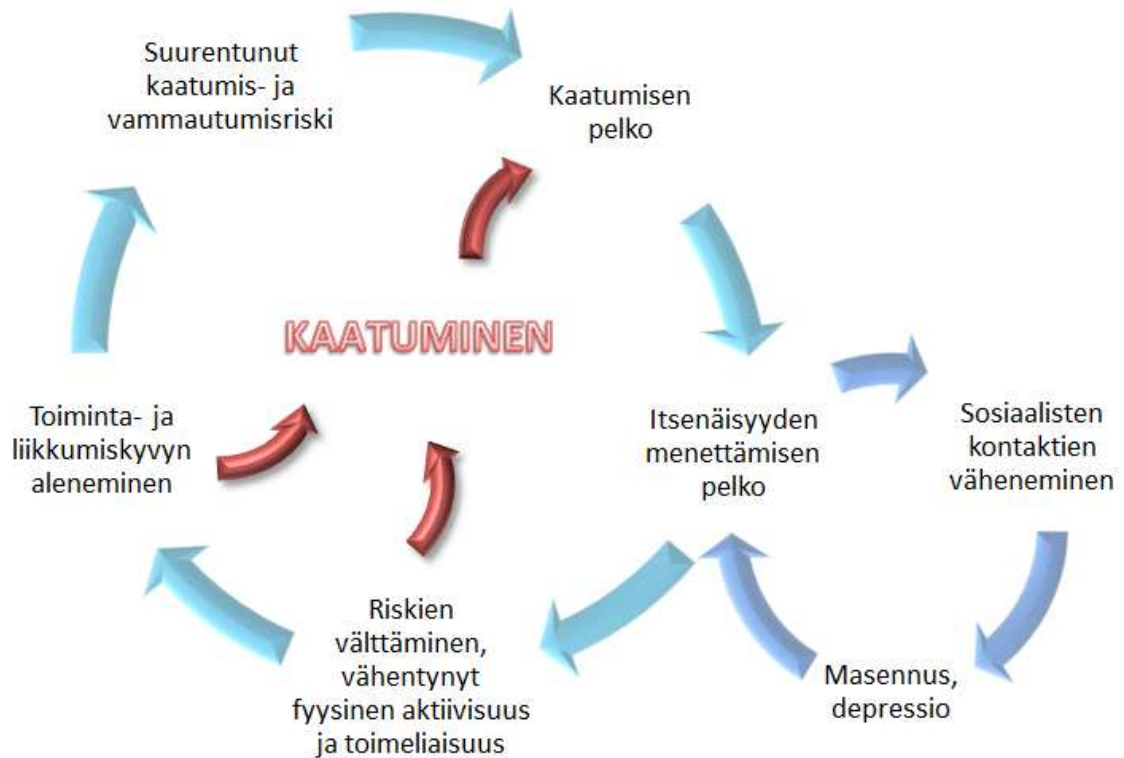 Suurentunut
kaatumis- ja
vammautumisriski
Kaatumisen
pelko
KAATUMINEN
Toiminta- ja
liikkumiskyvyn
aleneminen
Itsenäisyyden
menettämisen
pelko
Sosiaalisten
kontaktien
väheneminen
Riskien
välttäminen,
vähentynyt
fyysinen aktiivisuus
ja toimeliaisuus
Masennus,
depressio